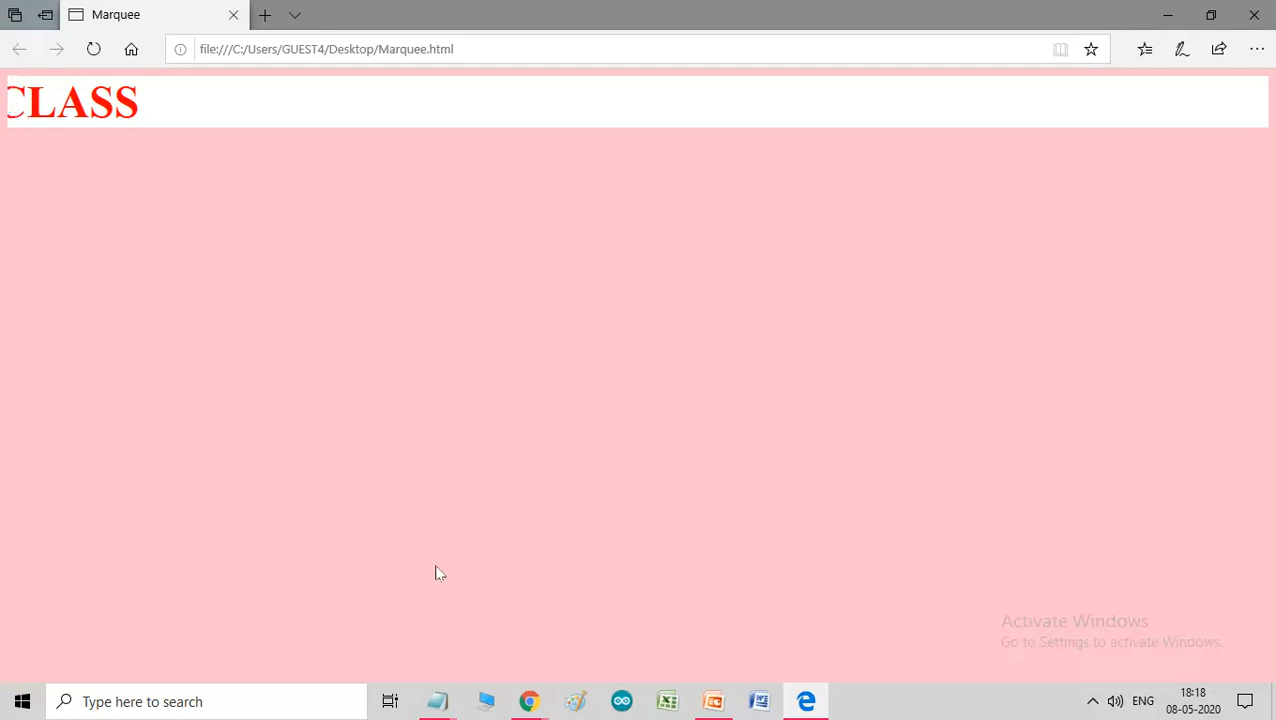 Marquee
file:///C:/Users/GUEST4/Desktop/Marquee.html
CLASS
Activate Windows
Go to Settings to activate Windows.
Type here to search
ENG
18:18
08-05-2020